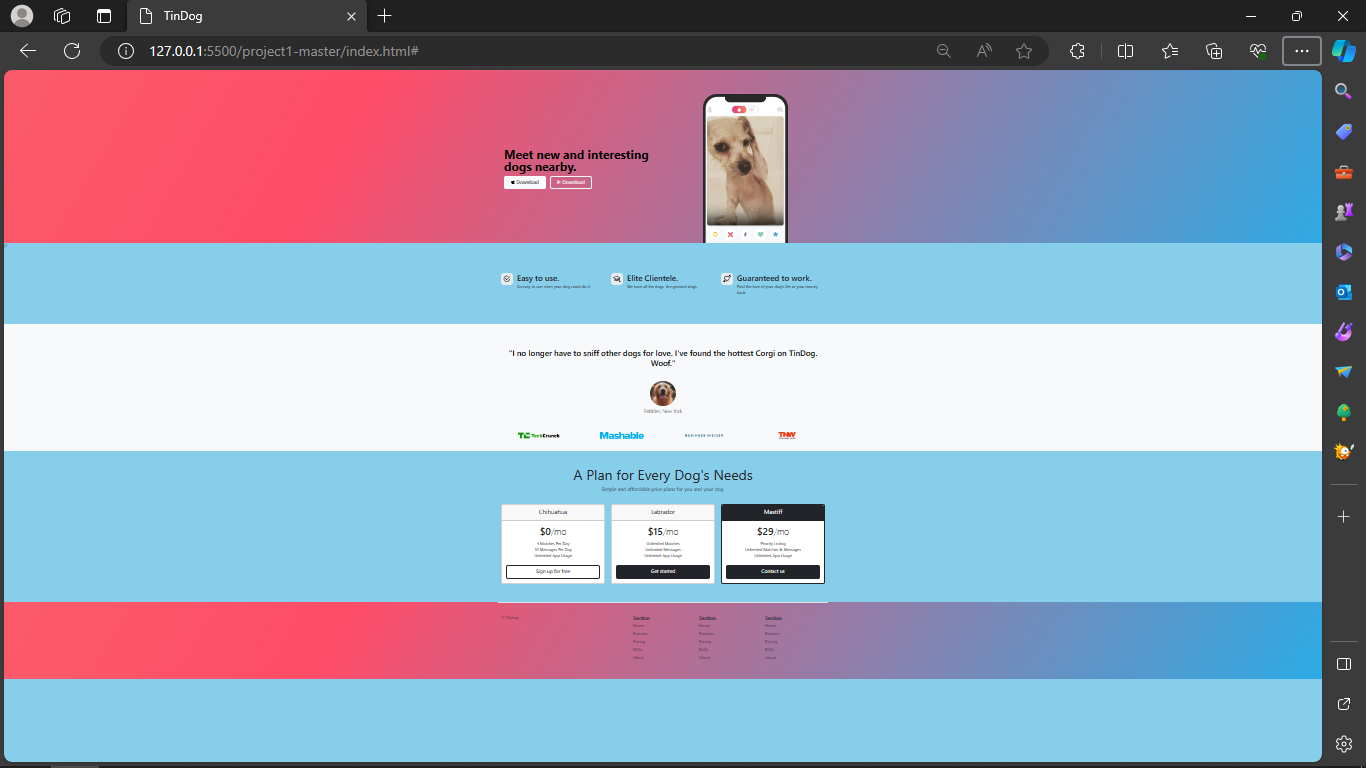 TinDog
127.0.0.1:5500/project1-master/index.html#
Meet new and interesting
dogs nearby.
Download
Download
Easy to use.
So easy to use, even your dog could do it.
Elite Clientele.
We have all the dogs, the greatest dogs.
Guaranteed to work.
Find the love of your dog's life or your money
back.
"I no longer have to sniff other dogs for love. I've found the hottest Corgi on TinDog.
Woof."
Pebbles, New York
TC TechCrunch
Mashable
BUSINESS INSIDER
TNW
A Plan for Every Dog's Needs
Simple and affordable price plans for you and your dog.
Chihuahua
$0/mo
5 Matches Per Day
10 Messages Per Day
Unlimited App Usage
Sign up for free
Labrador
$15/mo
Unlimited Matches
Unlimited Messages
Unlimited App Usage
Get started
Mastiff
$29/mo
Priority Listing
Unlimited Matches & Messages
Unlimited App Usage
Contact us
© TinDog
Section
Home
Features
Pricing
FAQs
About
Section
Home
Features
Pricing
FAQs
About
Section
Home
Features
Pricing
FAQs
About